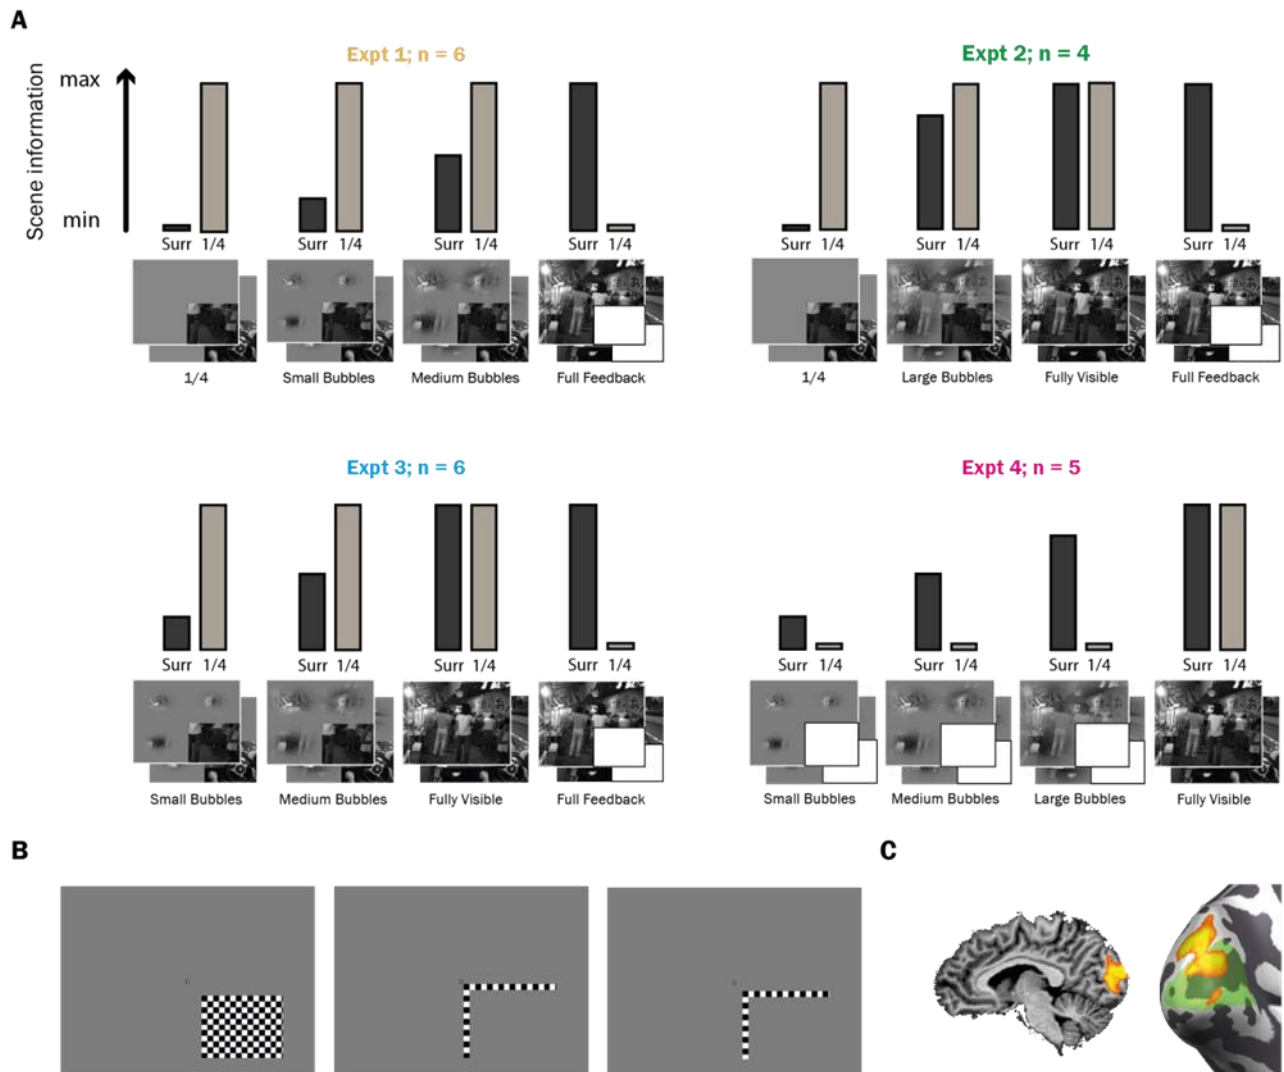 A
Expt 1; n = 6
Expt 2; n = 4
Scene information
max
min
Surr 1/4 Surr 1/4 Surr 1/4 Surr 1/4
Surr 1/4 Surr 1/4 Surr 1/4 Surr 1/4
1/4 Small Bubbles Medium Bubbles Full Feedback
1/4 Large Bubbles Fully Visible Full Feedback
Expt 3; n = 6
Expt 4; n = 5
Surr 1/4 Surr 1/4 Surr 1/4 Surr 1/4
Surr 1/4 Surr 1/4 Surr 1/4 Surr 1/4
Small Bubbles Medium Bubbles Fully Visible Full Feedback
Small Bubbles Medium Bubbles Large Bubbles Fully Visible
B
C